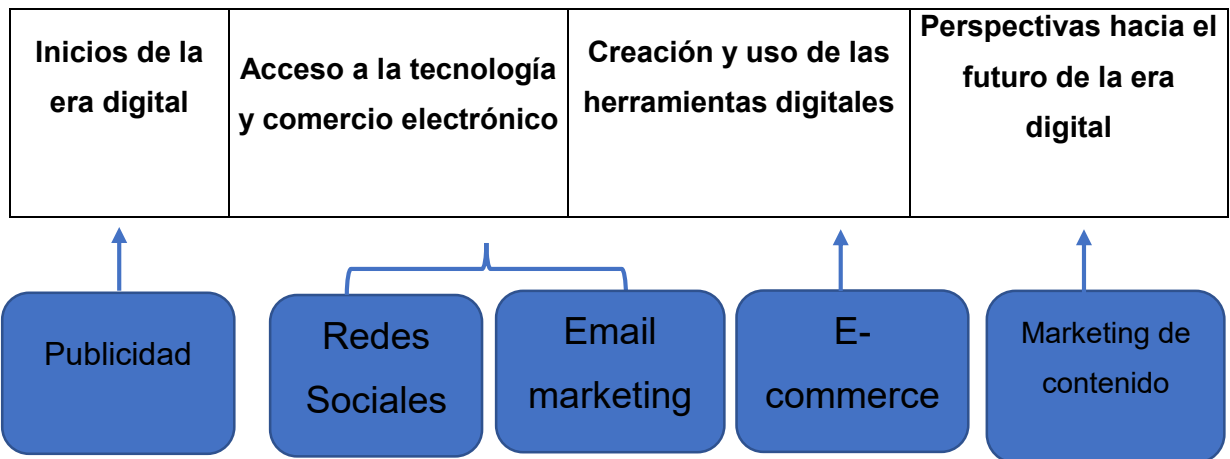 Inicios de la
era digital
Acceso a la tecnología
y comercio electrónico
Creación y uso de las
herramientas digitales
Perspectivas hacia el
futuro de la era
digital
Publicidad
Redes
Sociales
Email
marketing
E-
commerce
Marketing de
contenido